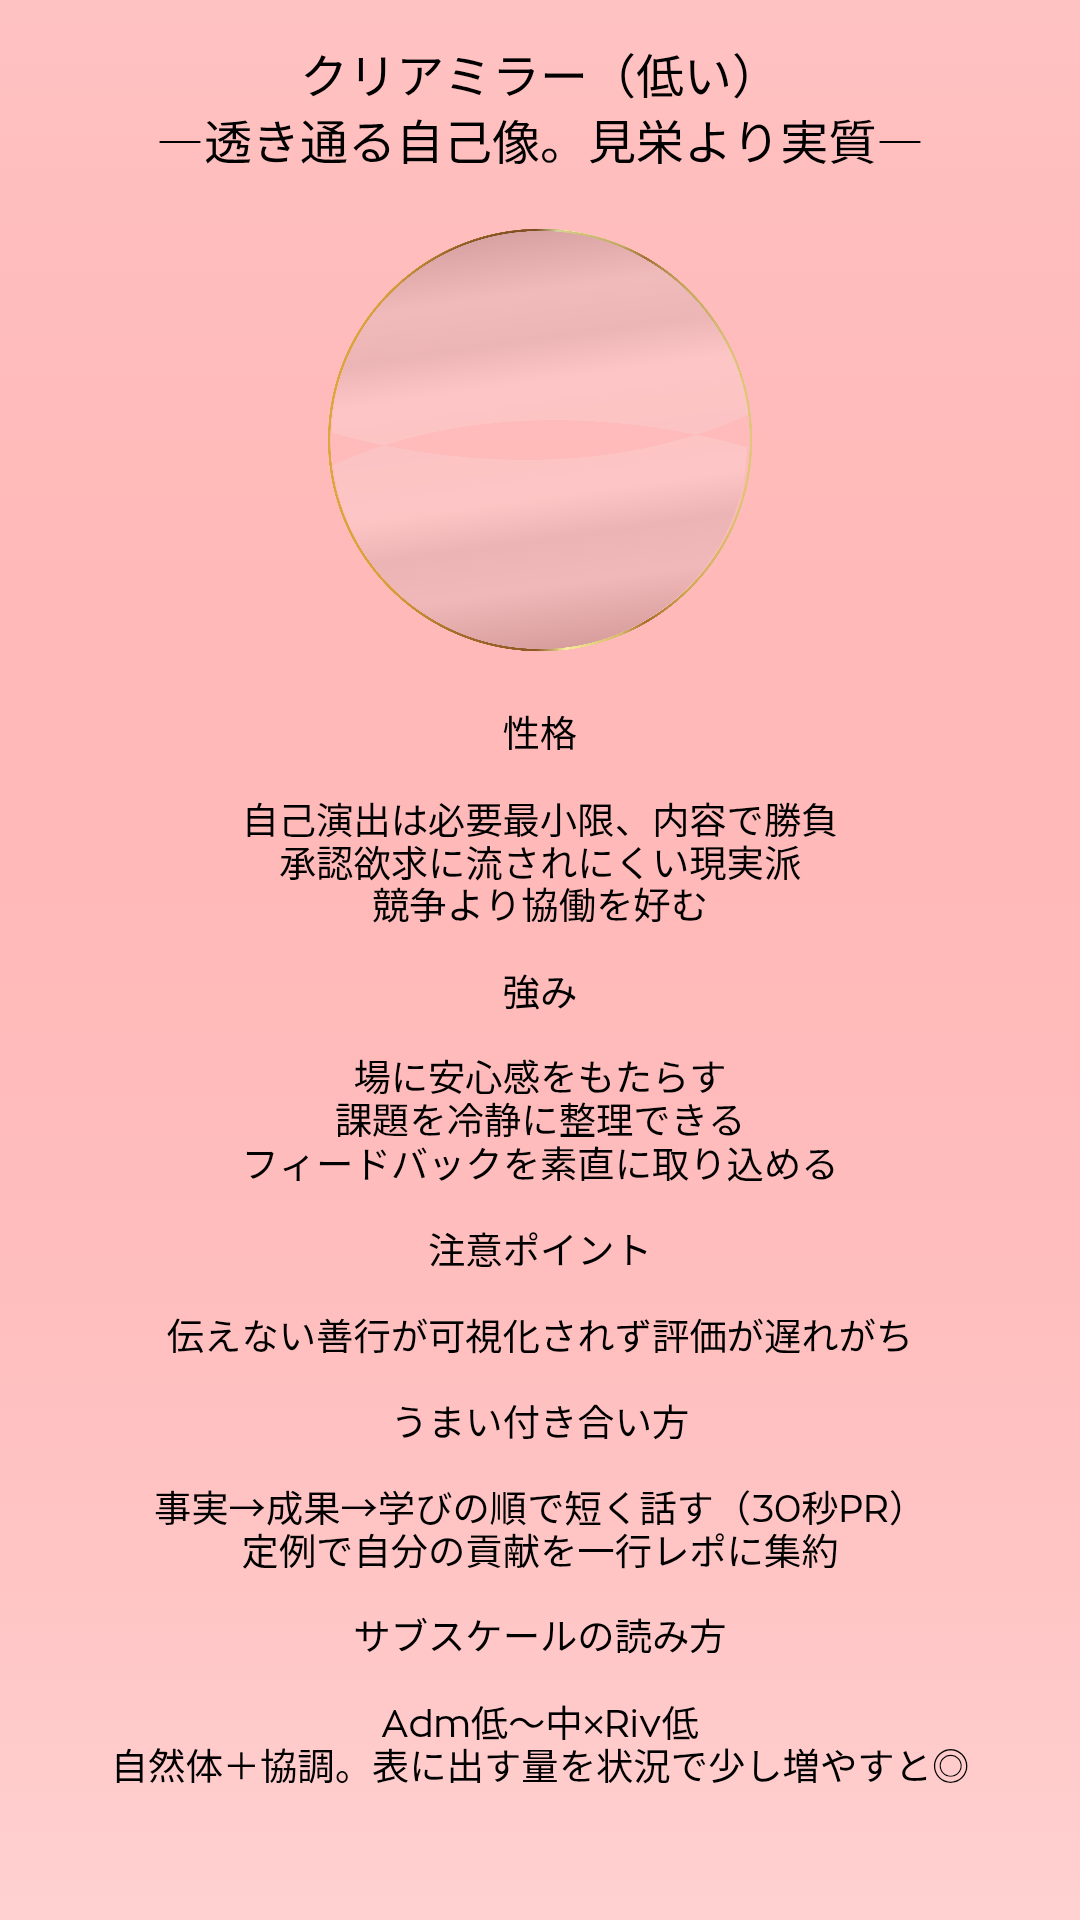 クリアミラー（低い）
―透き通る自己像。見栄より実質―
性格
自己演出は必要最小限、内容で勝負
承認欲求に流されにくい現実派
競争より協働を好む
強み
場に安心感をもたらす
課題を冷静に整理できる
フィードバックを素直に取り込める
注意ポイント
伝えない善行が可視化されず評価が遅れがち
うまい付き合い方
事実→成果→学びの順で短く話す（30秒PR）
定例で自分の貢献を一行レポに集約
サブスケールの読み方
Adm低〜中×Riv低
自然体＋協調。表に出す量を状況で少し増やすと◎